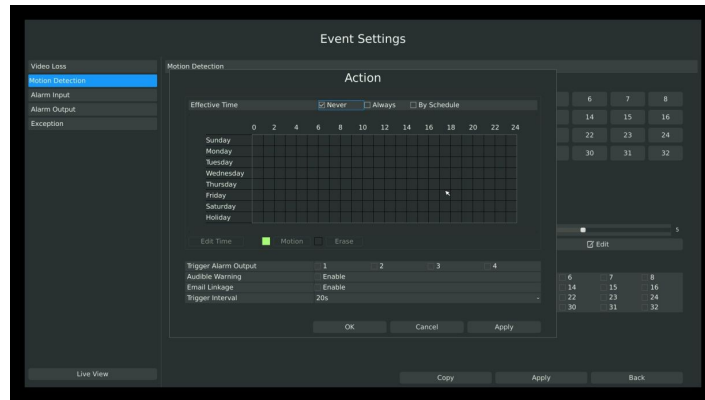 Event Settings
Video Loss
Motion Detection
Alarm Input
Alarm Output
Exception
Live View
Motion Detection
Action
Effective Time Never Always By Schedule
0 2 4 6 8 10 12 14 16 18 20 22 24
Sunday
Monday
Tuesday
Wednesday
Thursday
Friday
Saturday
Holiday
Edit Time Motion Erase
Trigger Alarm Output 1 2 3 4
Audible Warning Enable
Email Linkage Enable
Trigger Interval 20s
OK Cancel Apply
6 7 8
14 15 16
22 23 24
30 31 32
5
Edit
6 7 8
14 15 16
22 23 24
30 31 32
Copy Apply Back